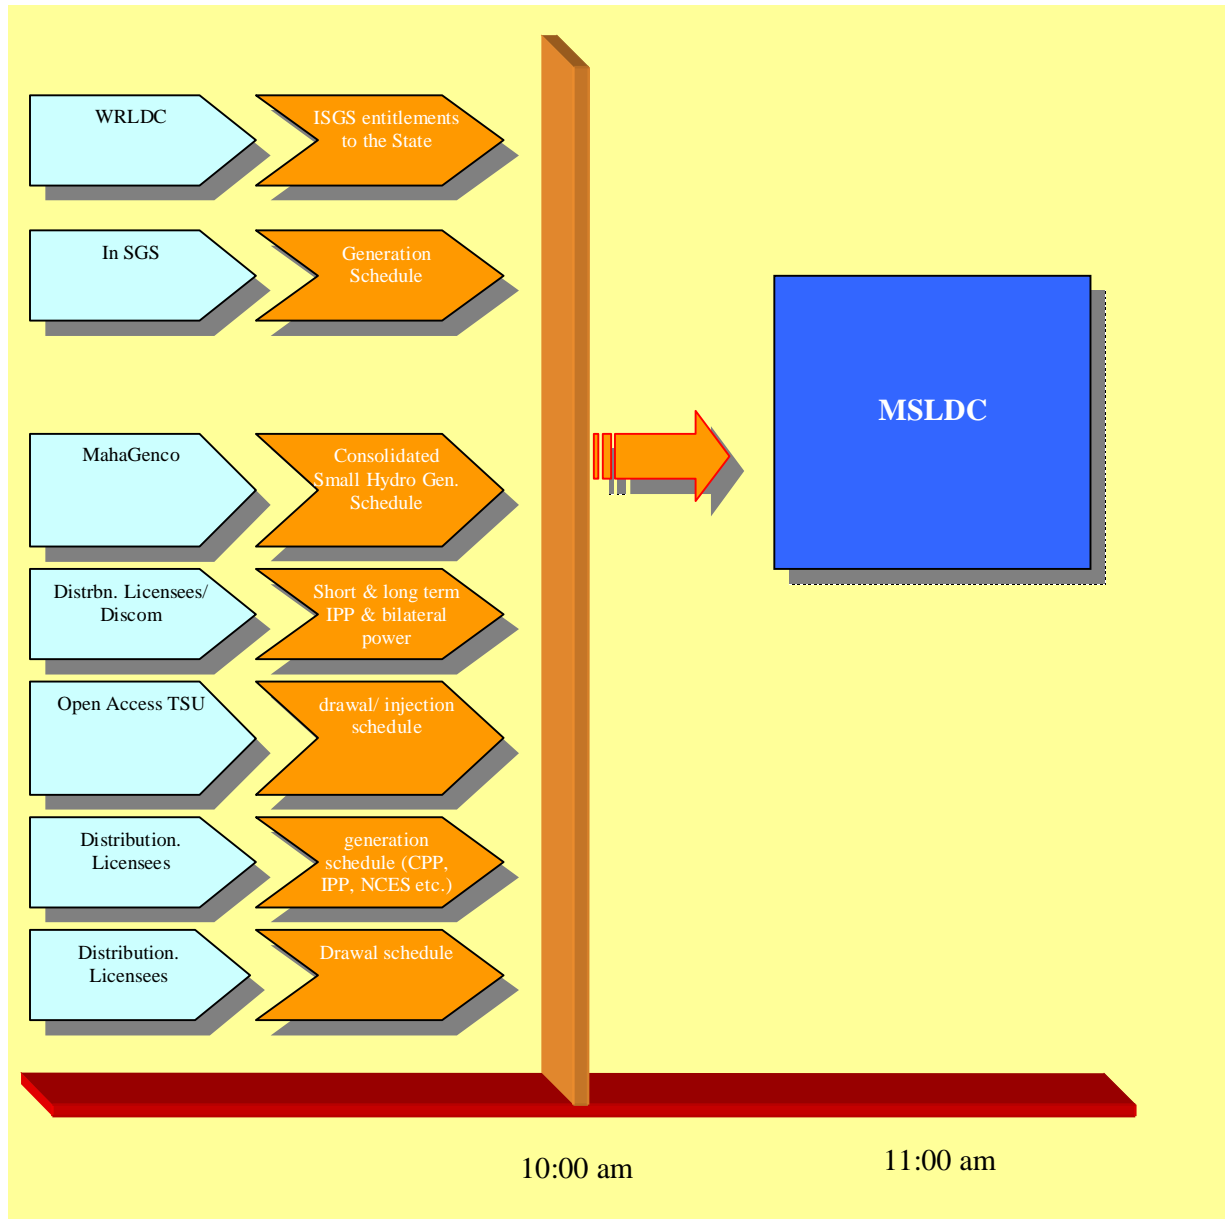 WRLDC
ISGS entitlements
to the State
In SGS
Generation
Schedule
MSLDC
MahaGenco
Consolidated
Small Hydro Gen.
Schedule
Distrbn. Licensees/
Discom
Short & long term
IPP & bilateral
power
Open Access TSU
drawal/ injection
schedule
Distribution.
Licensees
generation
schedule (CPP,
IPP, NCES etc.)
Distribution.
Licensees
Drawal schedule
10:00 am
11:00 am